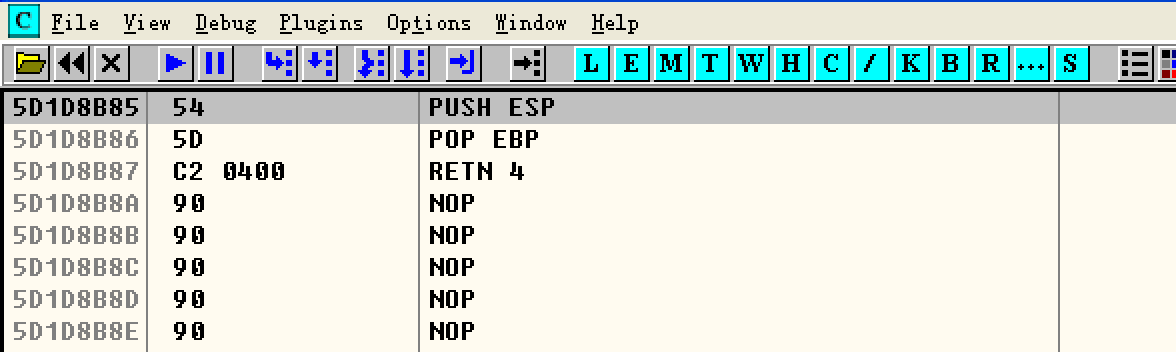 C File View Debug Plugins Options Window Help
L E M T W H C / K B R ... S
5D1D8B85 54 PUSH ESP
5D1D8B86 5D POP EBP
5D1D8B87 C2 0400 RETN 4
5D1D8B8A 90 NOP
5D1D8B8B 90 NOP
5D1D8B8C 90 NOP
5D1D8B8D 90 NOP
5D1D8B8E 90 NOP